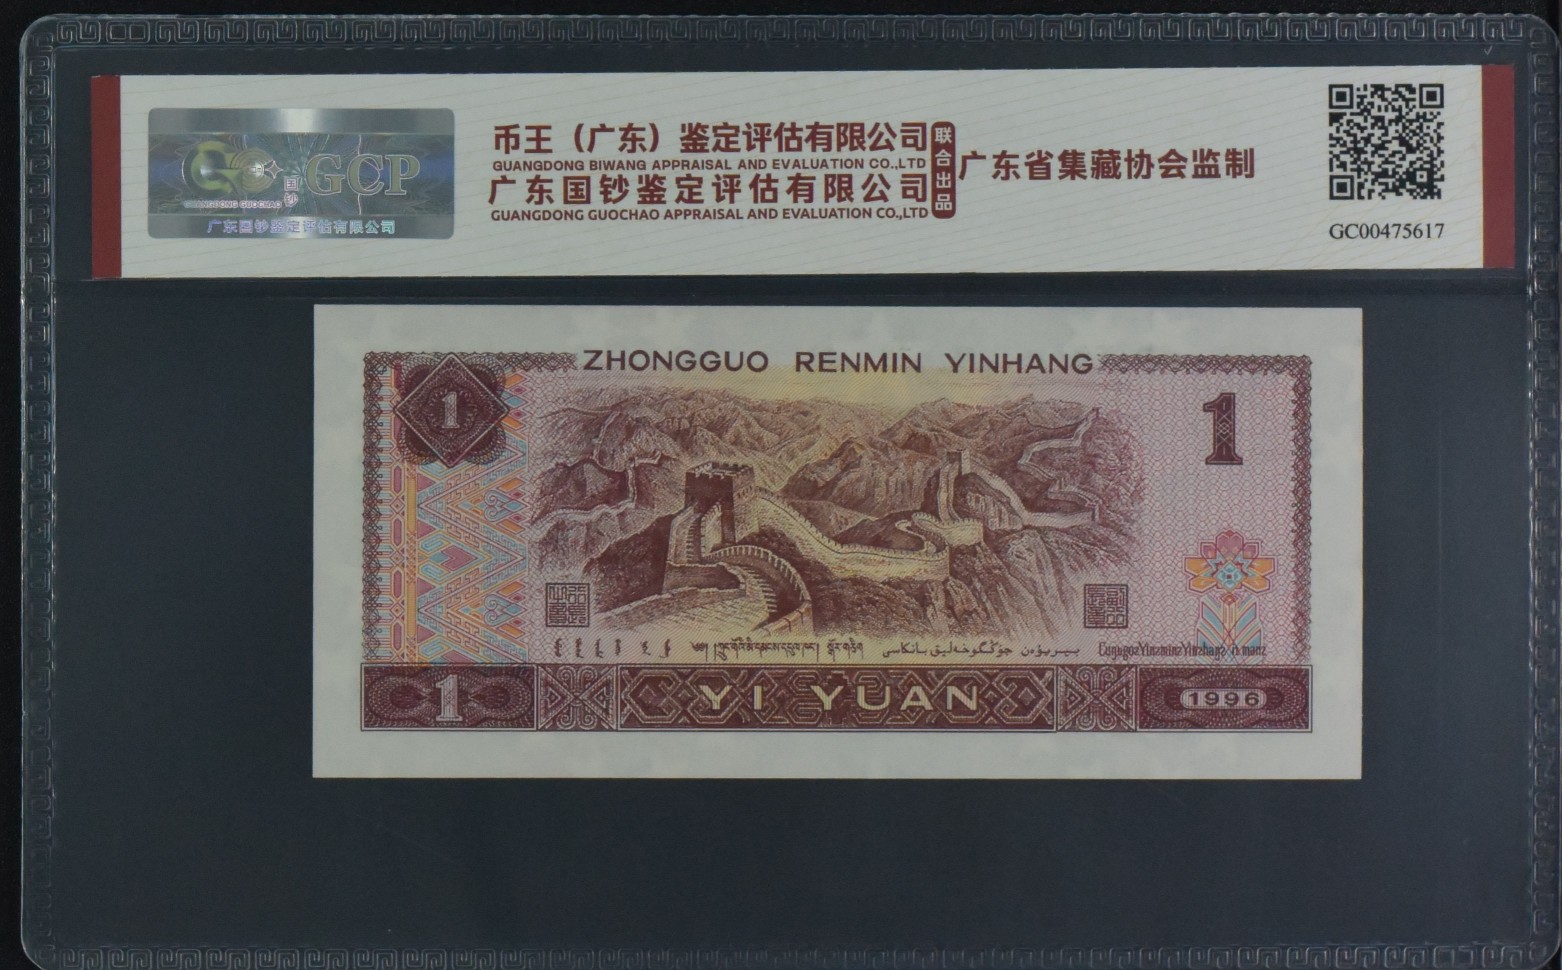 GCP
国钞
GUANGDONG GUOCHAO
广东国钞鉴定评估有限公司
币王（广东）鉴定评估有限公司
GUANGDONG BIWANG APPRAISAL AND EVALUATION CO.,LTD
广东国钞鉴定评估有限公司
GUANGDONG GUOCHAO APPRAISAL AND EVALUATION CO.,LTD
联合出品
广东省集藏协会监制
GC00475617
ZHONGGUO RENMIN YINHANG
1
1
1
YI YUAN
1996